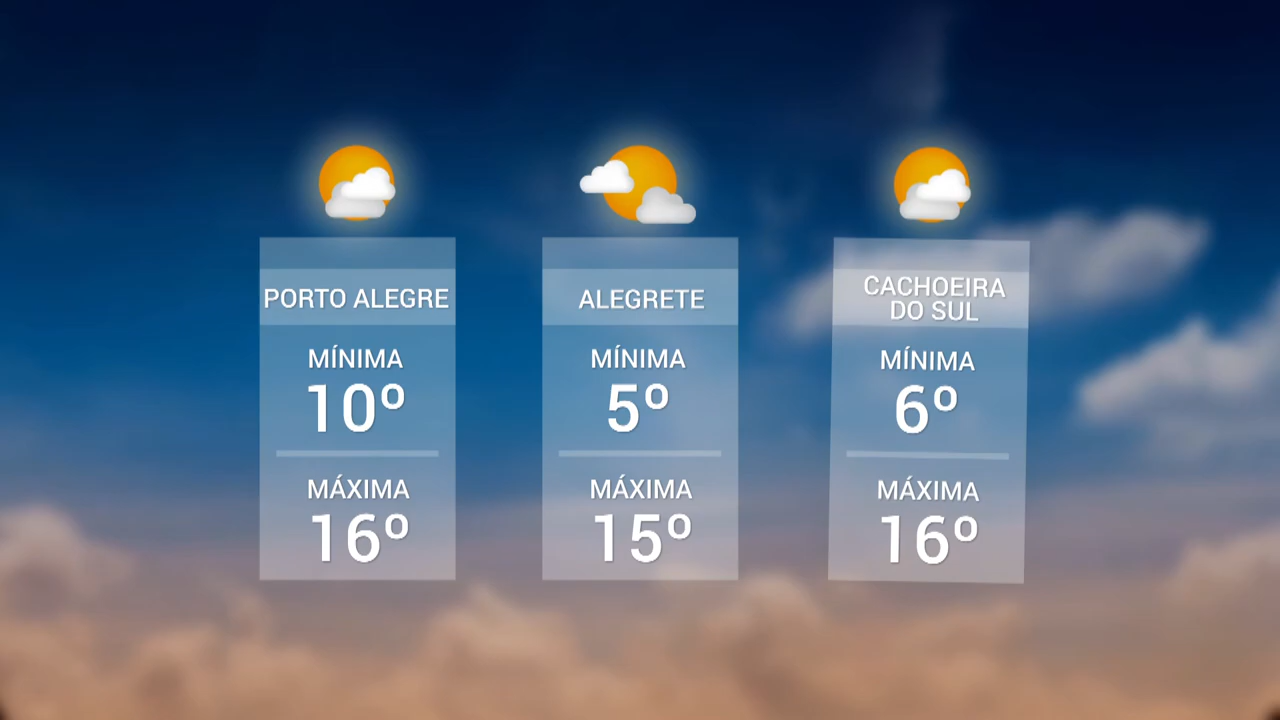 PORTO ALEGRE
MÍNIMA
10º
MÁXIMA
16º
ALEGRETE
MÍNIMA
5º
MÁXIMA
15º
CACHOEIRA
DO SUL
MÍNIMA
6º
MÁXIMA
16º